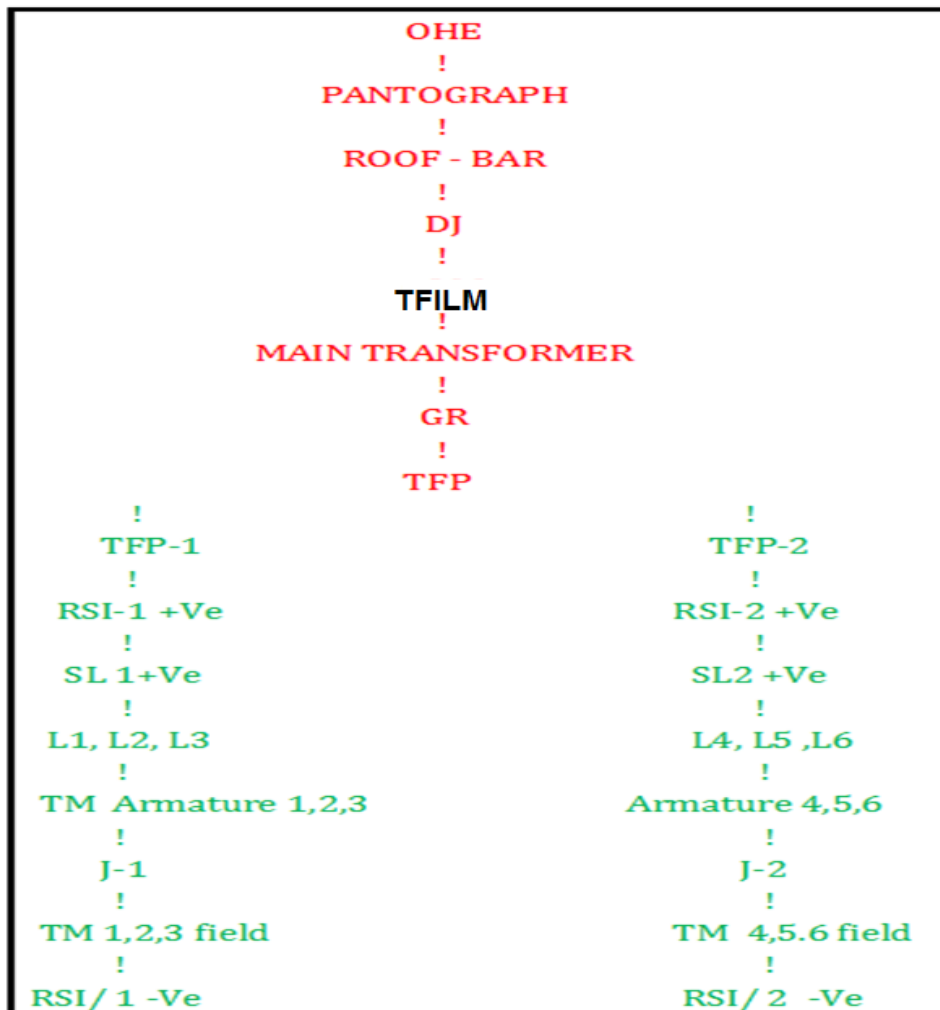 OHE
!
PANTOGRAPH
!
ROOF - BAR
!
DJ
!
TFILM
!
MAIN TRANSFORMER
!
GR
!
TFP
! !
TFP-1 TFP-2
! !
RSI-1 +Ve RSI-2 +Ve
! !
SL 1+Ve SL2 +Ve
! !
L1, L2, L3 L4, L5 ,L6
! !
TM Armature 1,2,3 Armature 4,5,6
! !
J-1 J-2
! !
TM 1,2,3 field TM 4,5.6 field
! !
RSI/ 1 -Ve RSI/ 2 -Ve